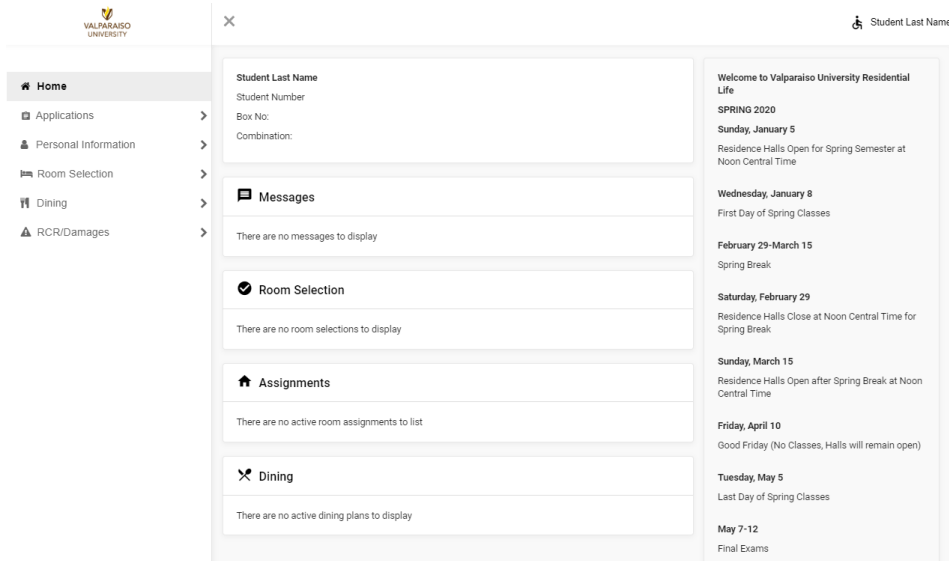 VALPARAISO
UNIVERSITY
Student Last Name
Home
Applications
Personal Information
Room Selection
Dining
RCR/Damages
Student Last Name
Student Number
Box No:
Combination:
Messages
There are no messages to display
Room Selection
There are no room selections to display
Assignments
There are no active room assignments to list
Dining
There are no active dining plans to display
Welcome to Valparaiso University Residential
Life
SPRING 2020
Sunday, January 5
Residence Halls Open for Spring Semester at
Noon Central Time
Wednesday, January 8
First Day of Spring Classes
February 29-March 15
Spring Break
Saturday, February 29
Residence Halls Close at Noon Central Time for
Spring Break
Sunday, March 15
Residence Halls Open after Spring Break at Noon
Central Time
Friday, April 10
Good Friday (No Classes, Halls will remain open)
Tuesday, May 5
Last Day of Spring Classes
May 7-12
Final Exams